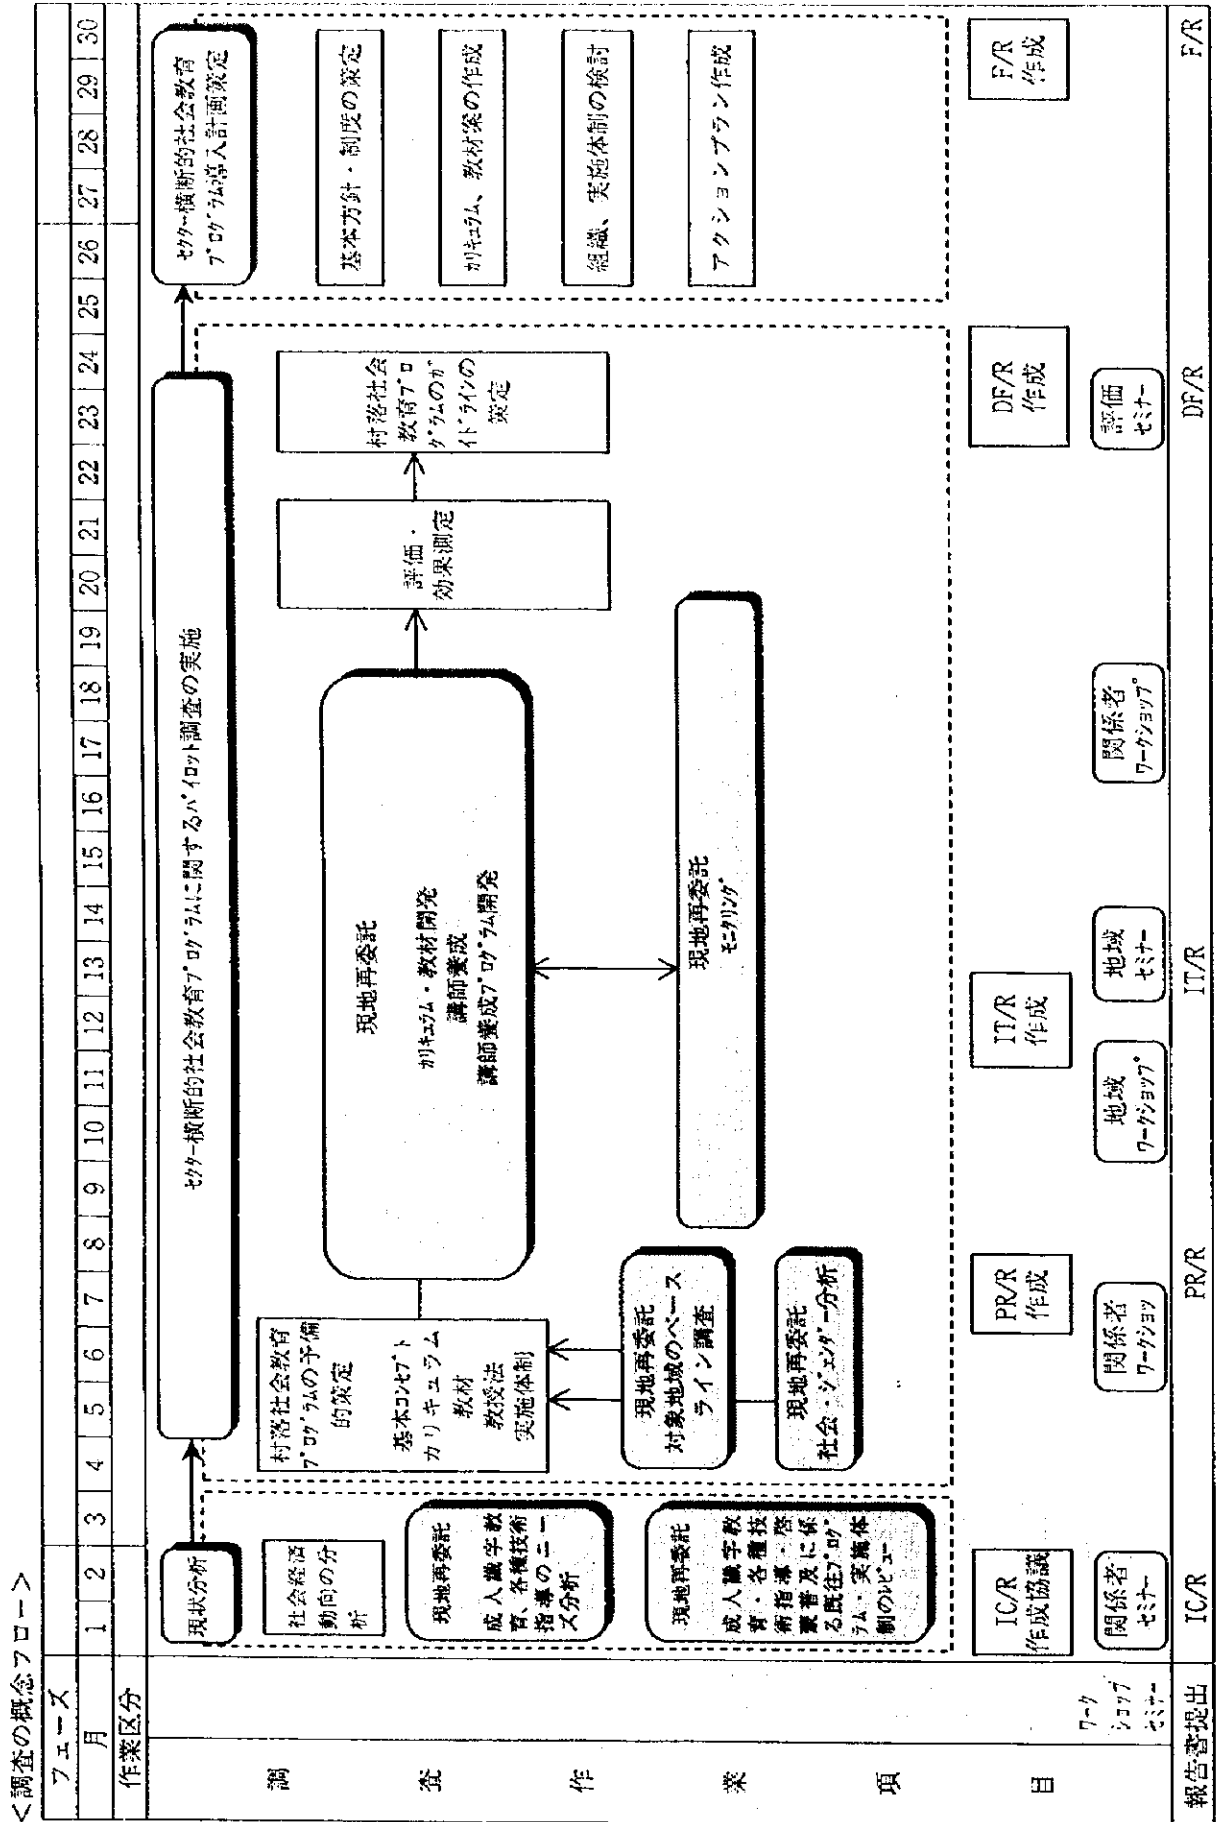 <調査の概念フロー>
フェーズ
月
1 2 3 4 5 6 7 8 9 10 11 12 13 14 15 16 17 18 19 20 21 22 23 24 25 26 27 28 29 30
作業区分
現状分析
セクター横断的社会教育プログラムに関するパイロット調査の実施
セクター横断的社会教育
プログラム導入計画策定
調査作業項目
社会経済
動向の分
析
現地再委託
成人識字教
育、各種技術
指導のニー
ズ分析
現地再委託
成人識字教
育・各種技
術指導・啓
蒙普及に係
る既往プログ
ラム・実施体
制のレビュー
村落社会教育
プログラムの予備
的策定
基本コンセプト
カリキュラム
教材
教授法
実施体制
現地再委託
対象地域のベース
ライン調査
現地再委託
社会・ジェンダー分析
現地再委託
カリキュラム・教材開発
講師養成
講師養成プログラム開発
現地再委託
モニタリング
評価・
効果測定
村落社会
教育プロ
グラムのガ
イドラインの
策定
基本方針・制度の策定
カリキュラム、教材案の作成
組織、実施体制の検討
アクションプラン作成
IC/R
作成協議
PR/R
作成
IT/R
作成
DF/R
作成
F/R
作成
ワーク
ショップ
セミナー
関係者
セミナー
関係者
ワークショップ
地域
ワークショップ
地域
セミナー
関係者
ワークショップ
評価
セミナー
報告書提出
IC/R
PR/R
IT/R
DF/R
F/R